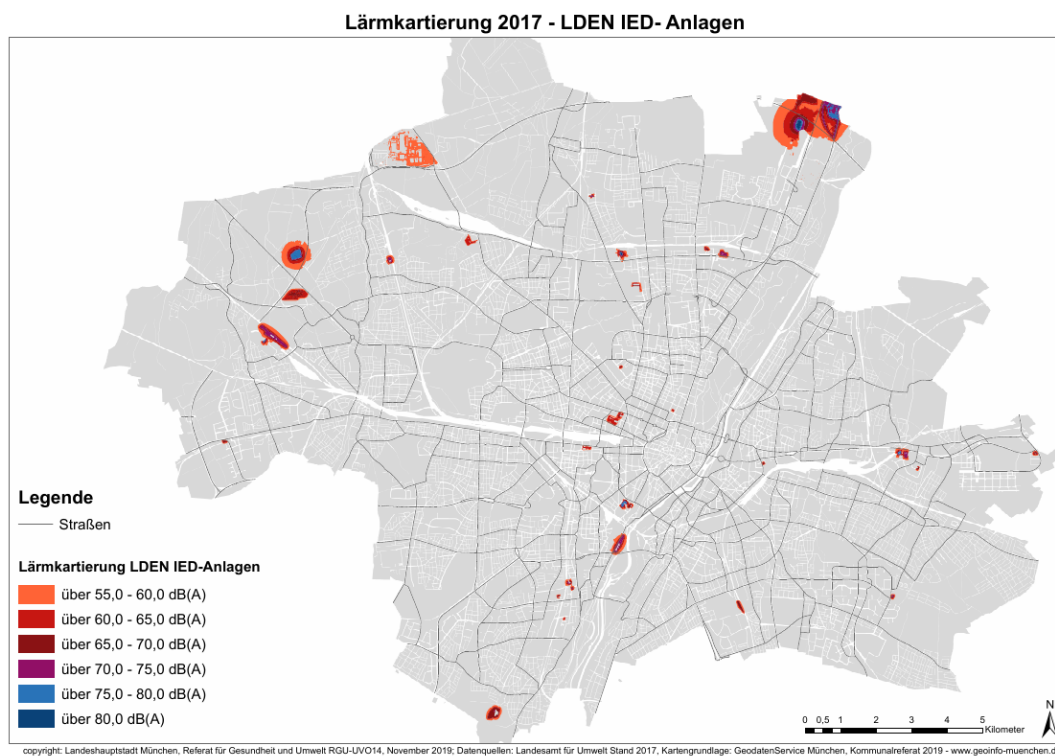 Lärmkartierung 2017 - LDEN IED- Anlagen
Legende
Straßen
Lärmkartierung LDEN IED-Anlagen
über 55,0 - 60,0 dB(A)
über 60,0 - 65,0 dB(A)
über 65,0 - 70,0 dB(A)
über 70,0 - 75,0 dB(A)
über 75,0 - 80,0 dB(A)
über 80,0 dB(A)
N
0 0,5 1 2 3 4 5
Kilometer
copyright: Landeshauptstadt München, Referat für Gesundheit und Umwelt RGU-UVO14, November 2019; Datenquellen: Landesamt für Umwelt Stand 2017, Kartengrundlage: GeodatenService München, Kommunalreferat 2019 - www.geoinfo-muenchen.d